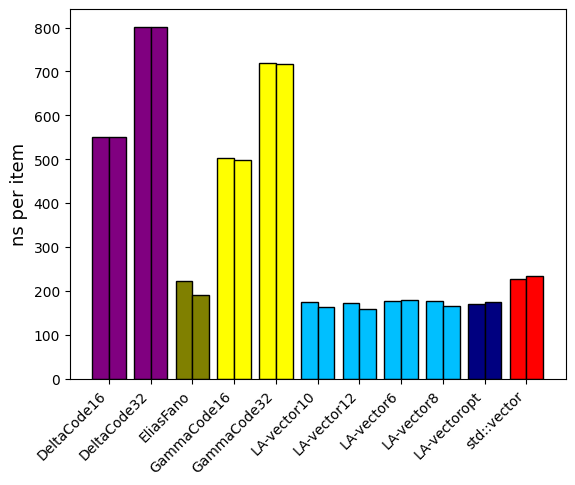 800
700
600
500
400
300
200
100
0
ns per item
DeltaCode16
DeltaCode32
EliasFano
GammaCode16
GammaCode32
LA-vector10
LA-vector12
LA-vector6
LA-vector8
LA-vectoropt
std::vector